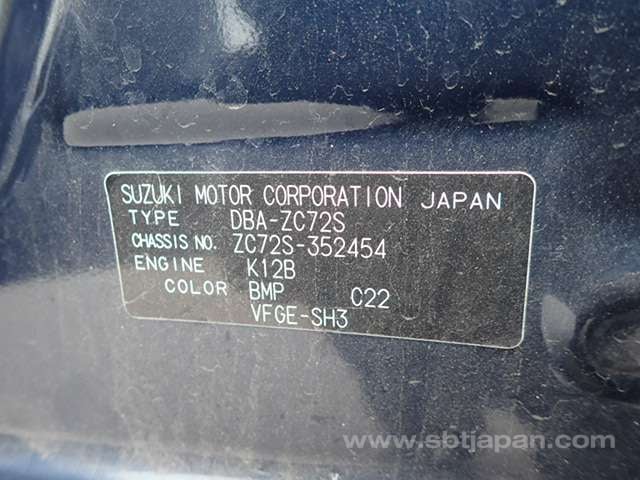 SUZUKI MOTOR CORPORATION JAPAN
TYPE DBA-ZC72S
CHASSIS NO. ZC72S-352454
ENGINE K12B
COLOR BMP C22
VFGE-SH3
www.sbtjapan.com